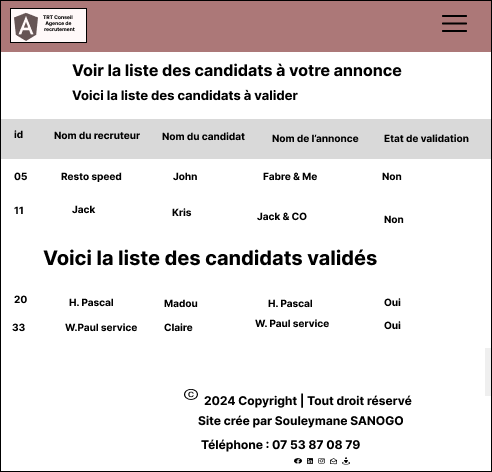 A
TRT Conseil
Agence de
recrutement
Voir la liste des candidats à votre annonce
Voici la liste des candidats à valider
id Nom du recruteur Nom du candidat Nom de l’annonce Etat de validation
05 Resto speed John Fabre & Me Non
11 Jack Kris Jack & CO Non
Voici la liste des candidats validés
20 H. Pascal Madou H. Pascal Oui
33 W.Paul service Claire W. Paul service Oui
© 2024 Copyright | Tout droit réservé
Site crée par Souleymane SANOGO
Téléphone : 07 53 87 08 79